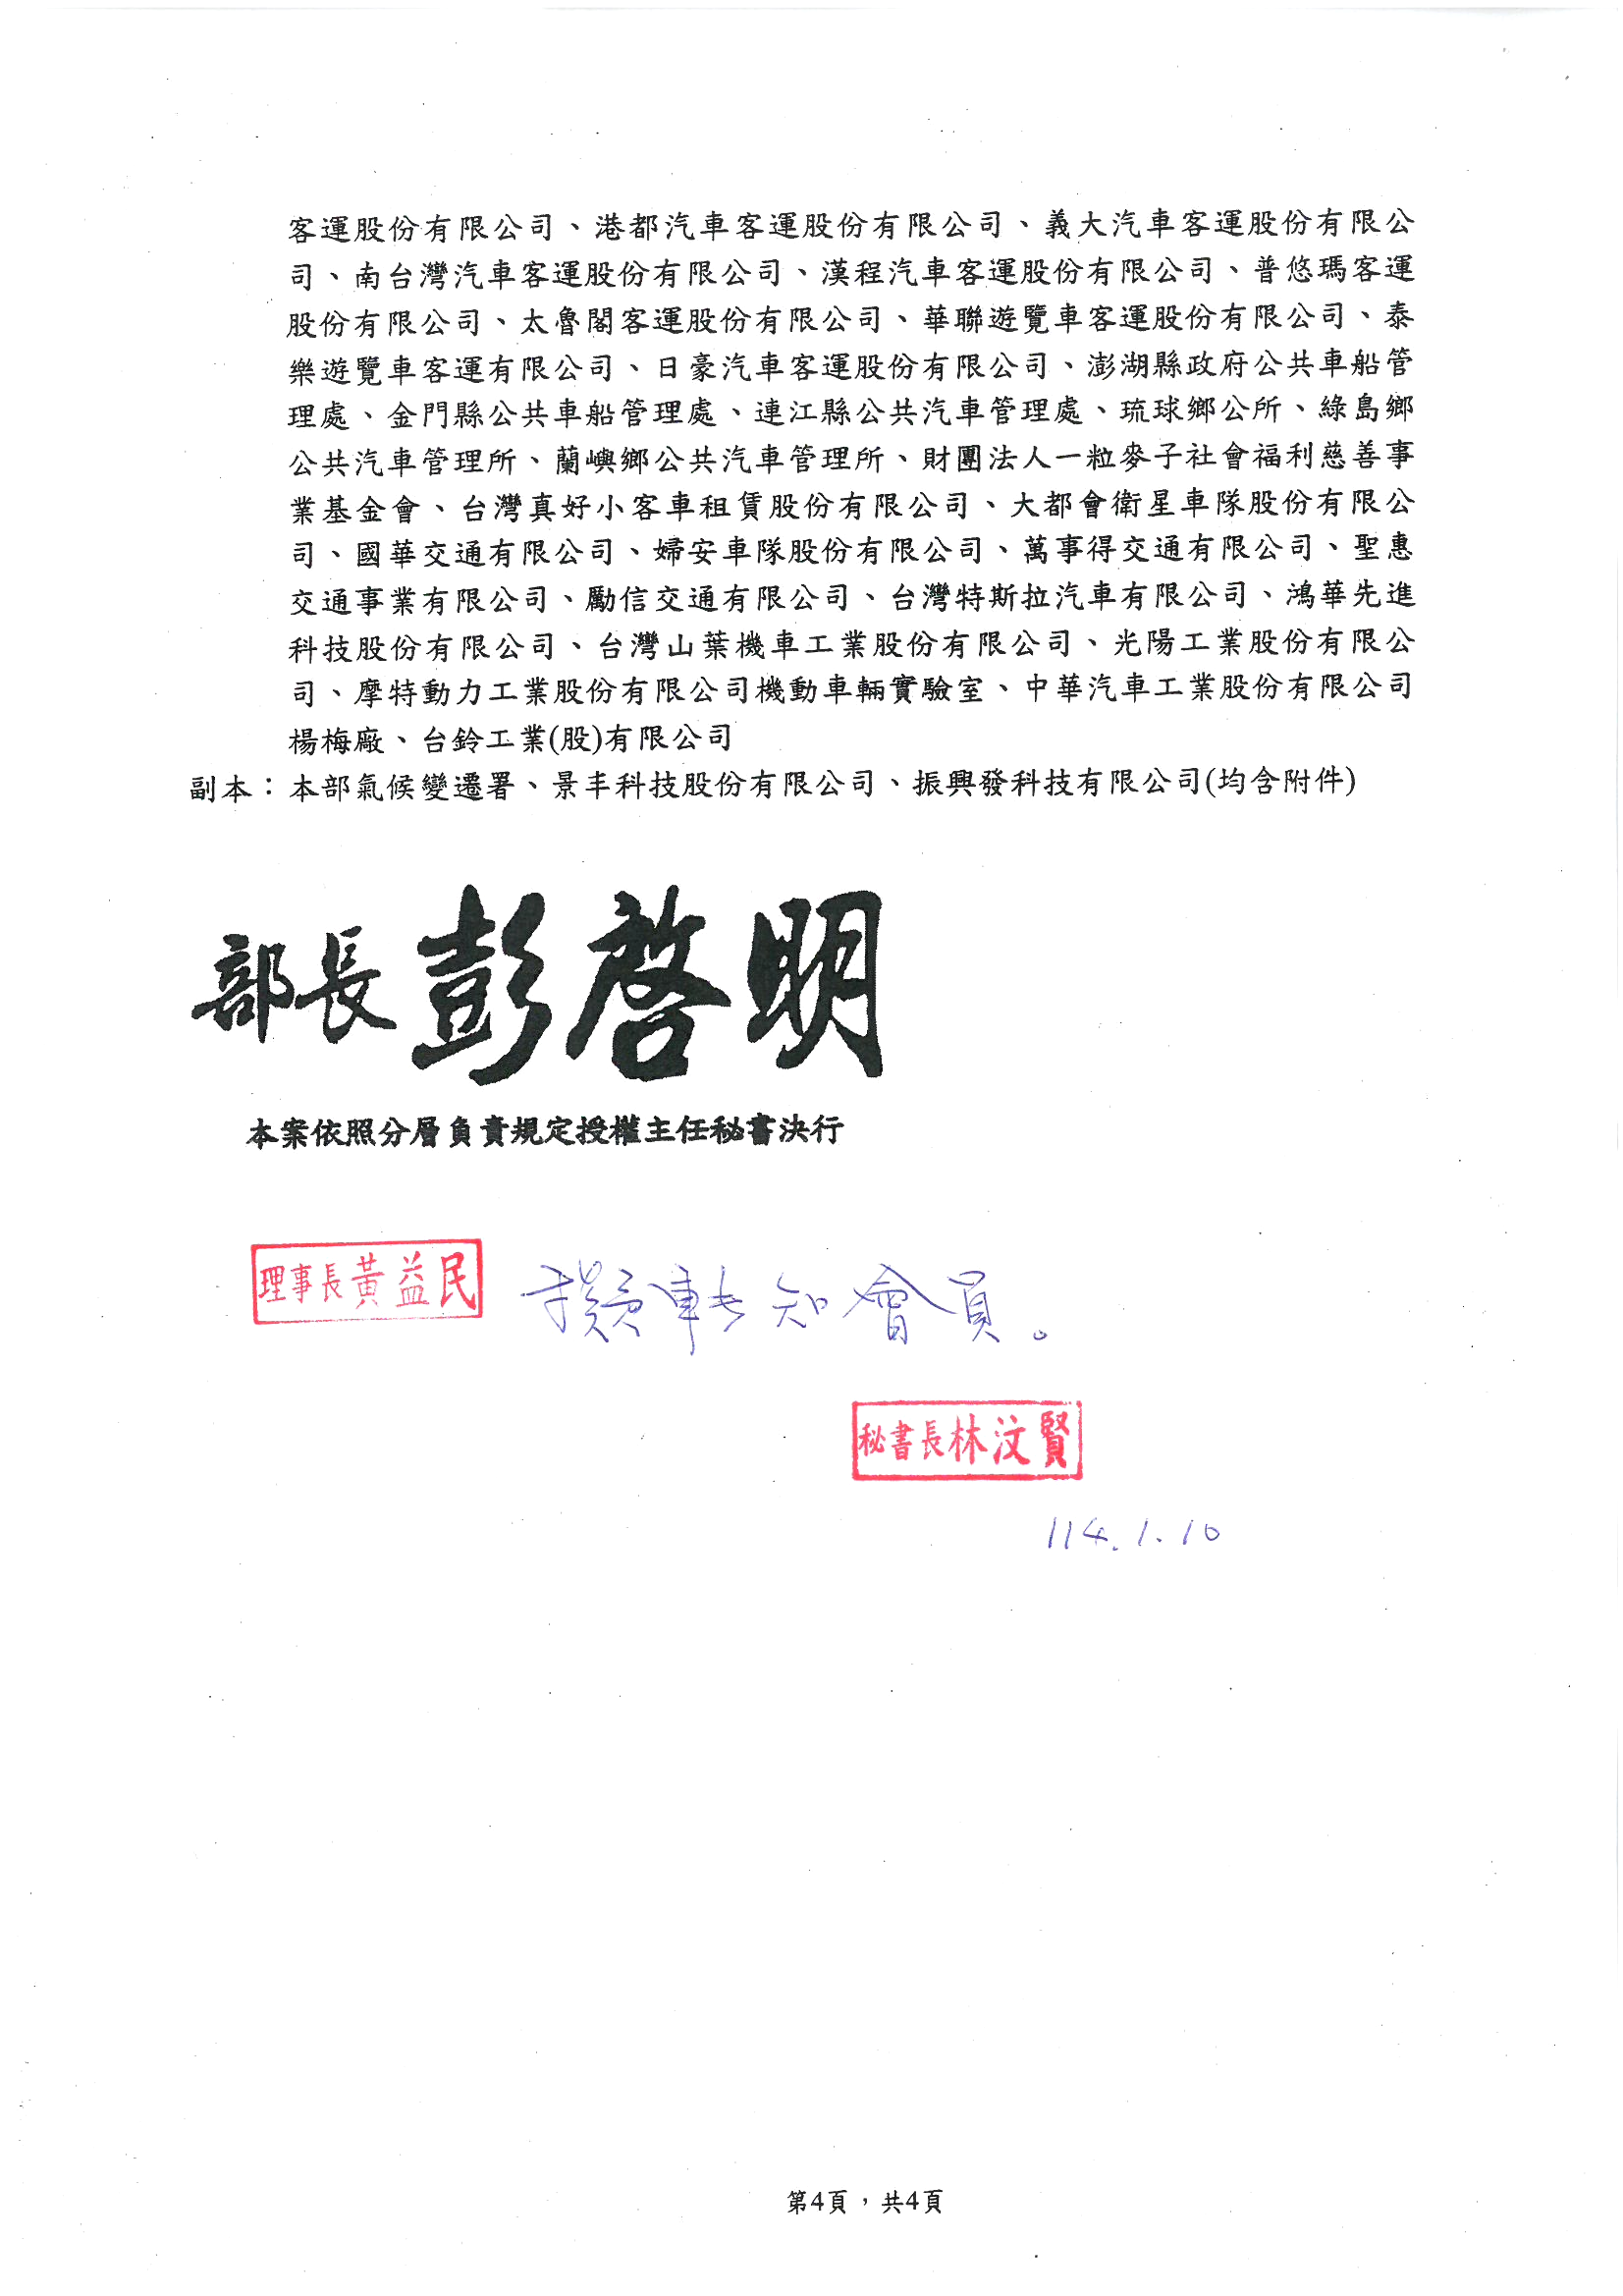 客運股份有限公司、港都汽車客運股份有限公司、義大汽車客運股份有限公
司、南台灣汽車客運股份有限公司、漢程汽車客運股份有限公司、普悠瑪客運
股份有限公司、太魯閣客運股份有限公司、華聯遊覽車客運股份有限公司、泰
樂遊覽車客運有限公司、日豪汽車客運股份有限公司、澎湖縣政府公共車船管
理處、金門縣公共車船管理處、連江縣公共汽車管理處、琉球鄉公所、綠島鄉
公共汽車管理所、蘭嶼鄉公共汽車管理所、財團法人一粒麥子社會福利慈善事
業基金會、台灣真好小客車租賃股份有限公司、大都會衛星車隊股份有限公
司、國華交通有限公司、婦安車隊股份有限公司、萬事得交通有限公司、聖惠
交通事業有限公司、勵信交通有限公司、台灣特斯拉汽車有限公司、鴻華先進
科技股份有限公司、台灣山葉機車工業股份有限公司、光陽工業股份有限公
司、摩特動力工業股份有限公司機動車輛實驗室、中華汽車工業股份有限公司
楊梅廠、台鈴工業(股)有限公司
副本：本部氣候變遷署、景丰科技股份有限公司、振興發科技有限公司(均含附件)
部長彭啓明
本案依照分層負責規定授權主任秘書決行
理事長黃益民 擬轉知會員。
秘書長林汶賢
114.1.10
第4頁，共4頁